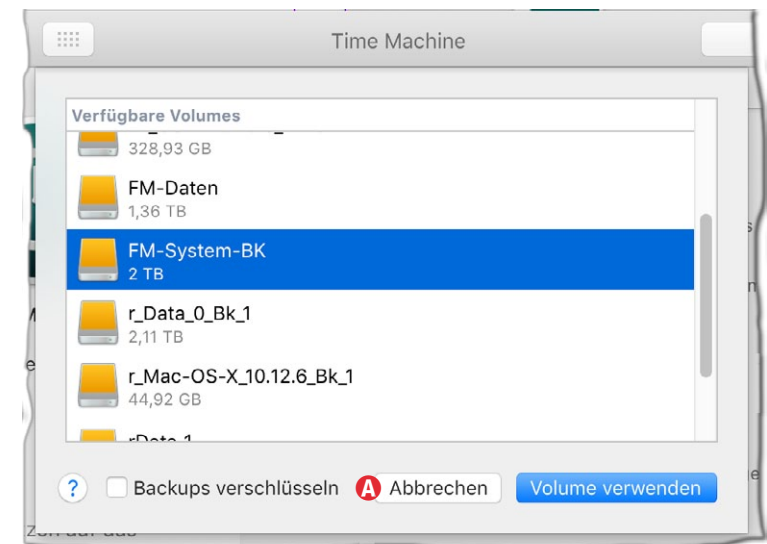 Time Machine
Verfügbare Volumes
328,93 GB
FM-Daten
1,36 TB
FM-System-BK
2 TB
r_Data_0_Bk_1
2,11 TB
r_Mac-OS-X_10.12.6_Bk_1
44,92 GB
rData_1
? Backups verschlüsseln A Abbrechen Volume verwenden